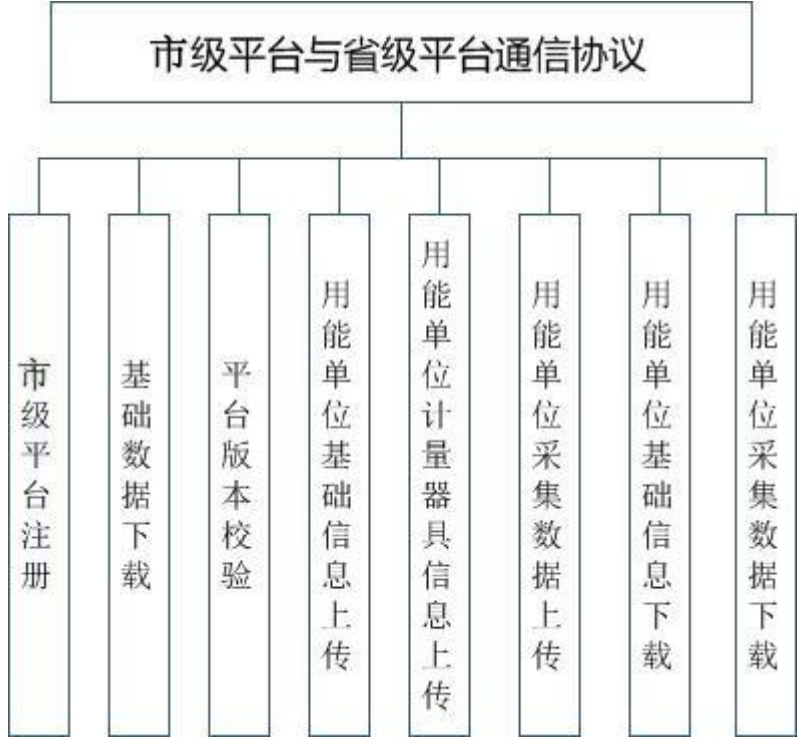 市级平台与省级平台通信协议
市级平台注册
基础数据下载
平台版本校验
用能单位基础信息上传
用能单位计量器具信息上传
用能单位采集数据上传
用能单位基础信息下载
用能单位采集数据下载